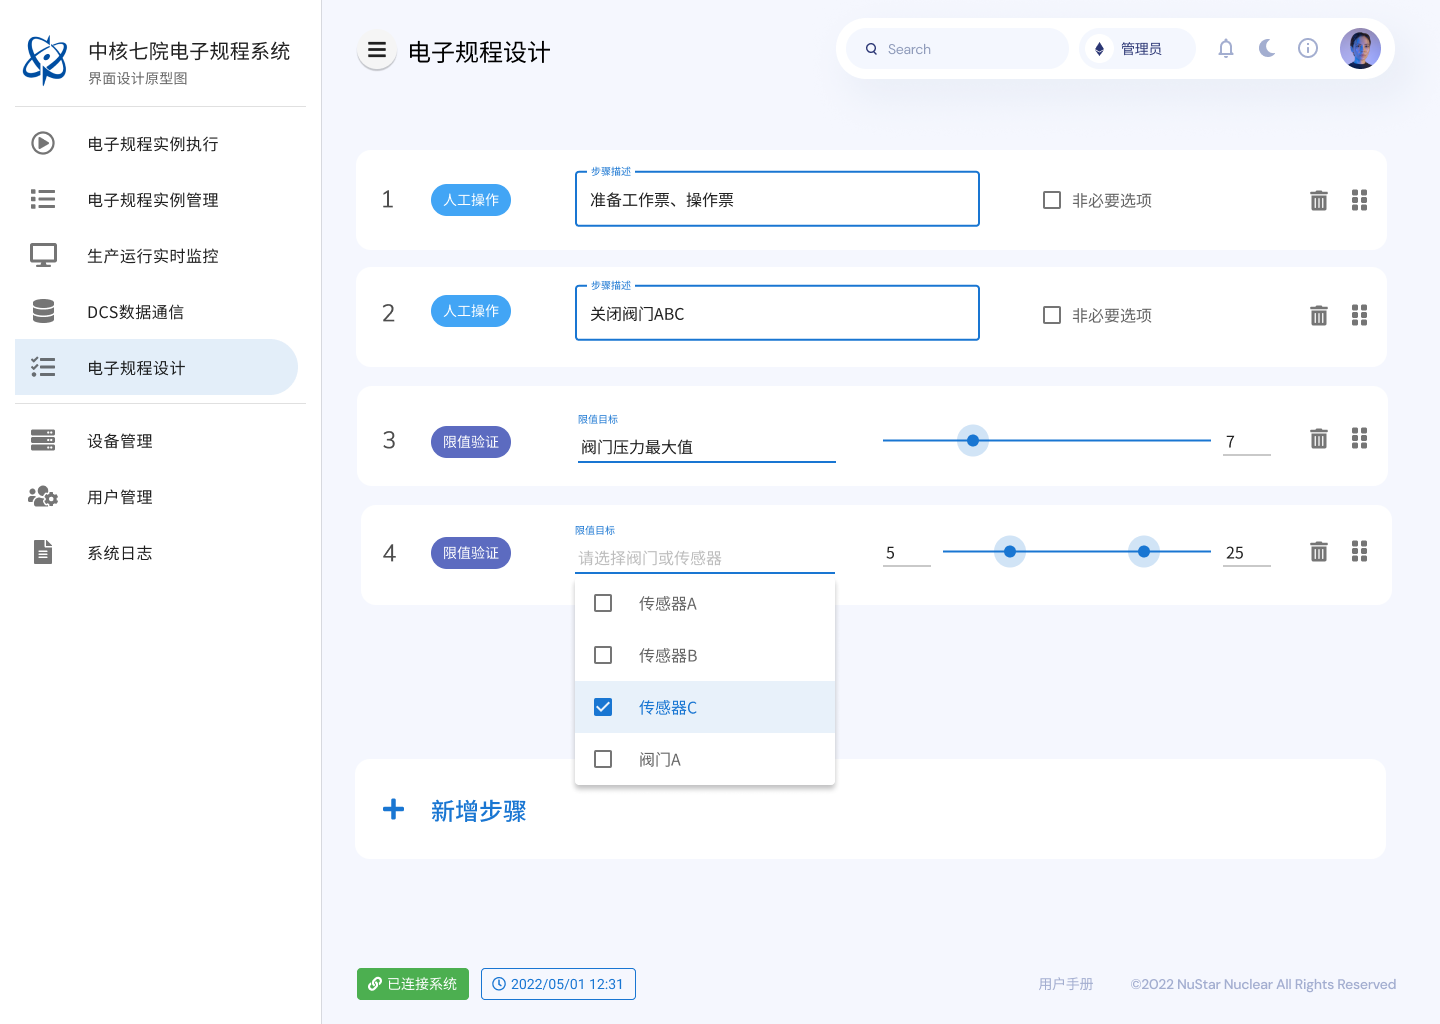 中核七院电子规程系统
界面设计原型图
电子规程实例执行
电子规程实例管理
生产运行实时监控
DCS数据通信
电子规程设计
设备管理
用户管理
系统日志
电子规程设计
Search
管理员
1
人工操作
步骤描述
准备工作票、操作票
非必要选项
2
人工操作
步骤描述
关闭阀门ABC
非必要选项
3
限值验证
限值目标
阀门压力最大值
7
4
限值验证
限值目标
请选择阀门或传感器
5
25
传感器A
传感器B
传感器C
阀门A
新增步骤
已连接系统
2022/05/01 12:31
用户手册
©2022 NuStar Nuclear All Rights Reserved